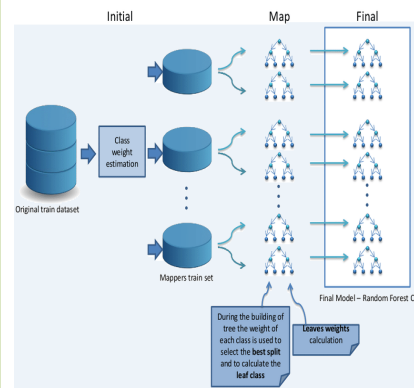 Initial
Map
Final
Class
weight
estimation
Original train dataset
Mappers train set
Final Model – Random Forest C
During the building of
tree the weight of
each class is used to
select the best split
and to calculate the
leaf class
Leaves weights
calculation